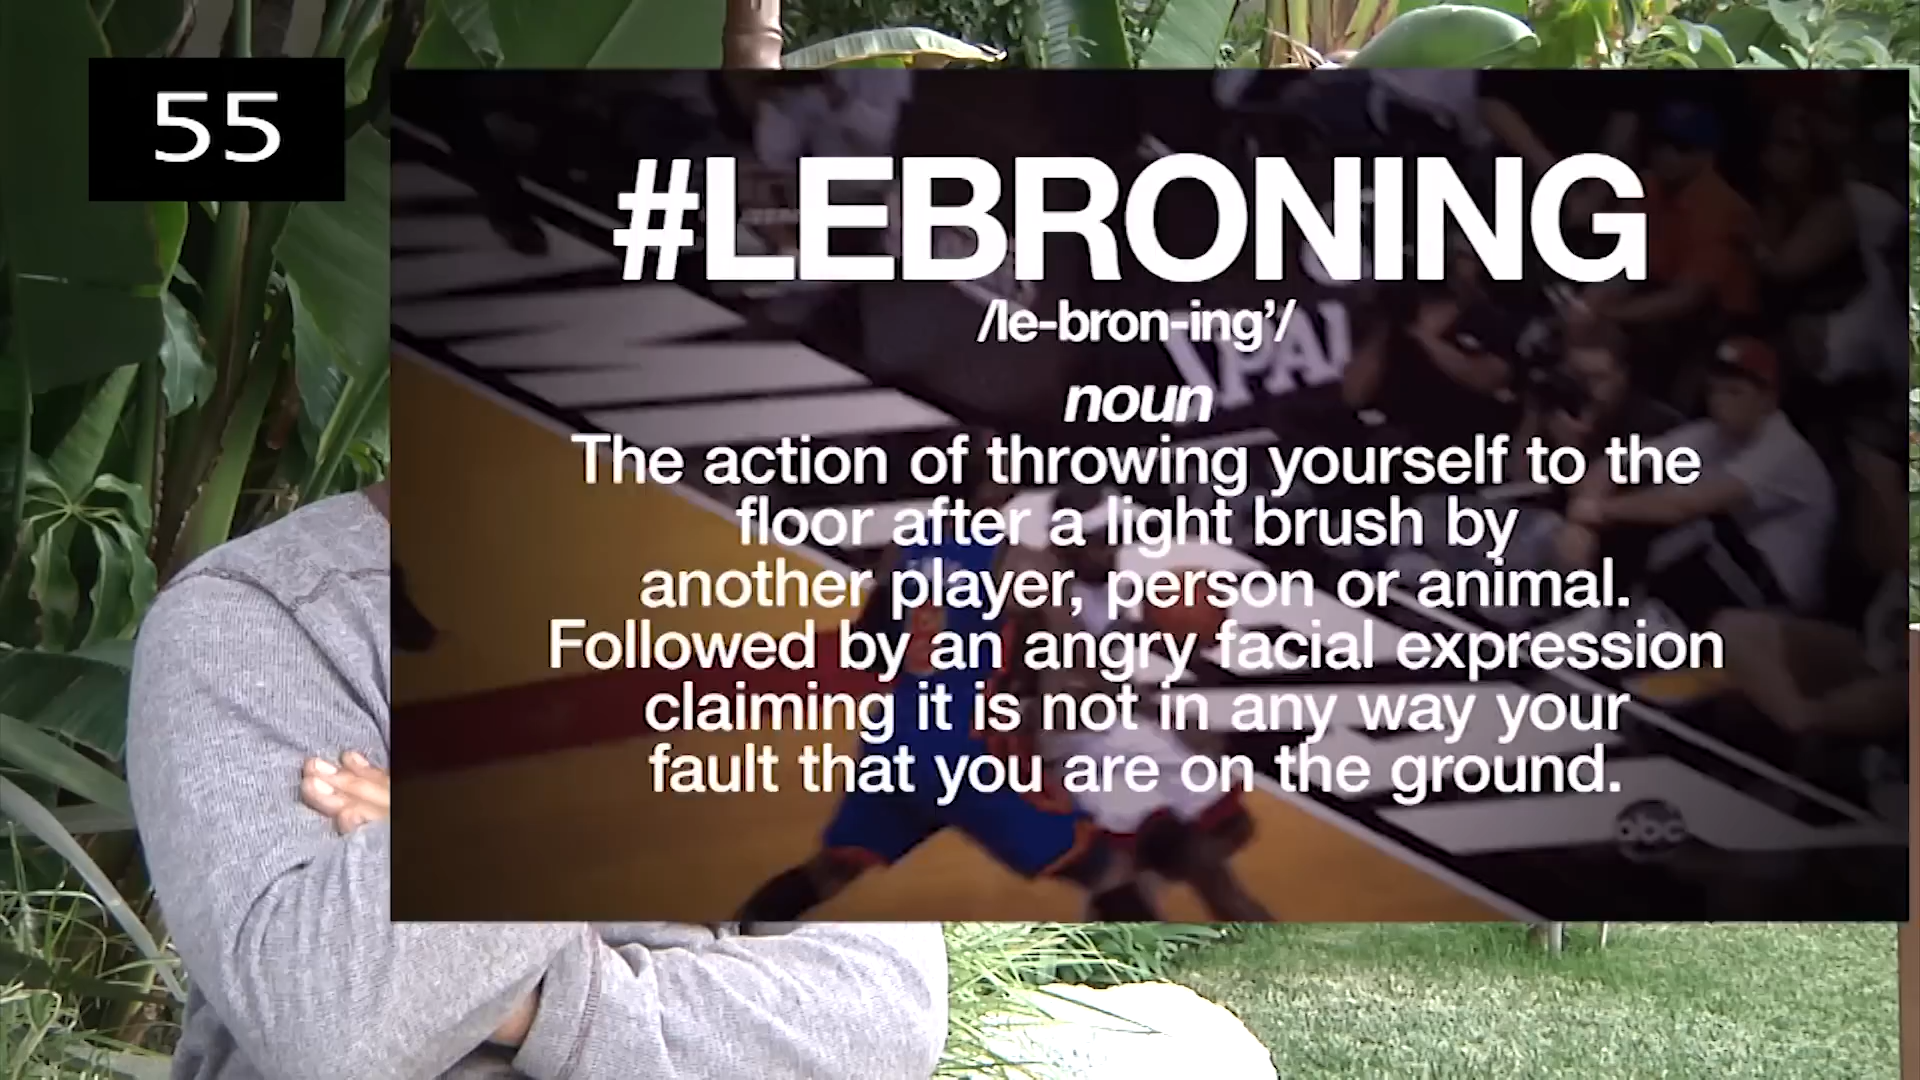 55
#LEBRONING
/le-bron-ing’/
noun
The action of throwing yourself to the
floor after a light brush by
another player, person or animal.
Followed by an angry facial expression
claiming it is not in any way your
fault that you are on the ground.
abc